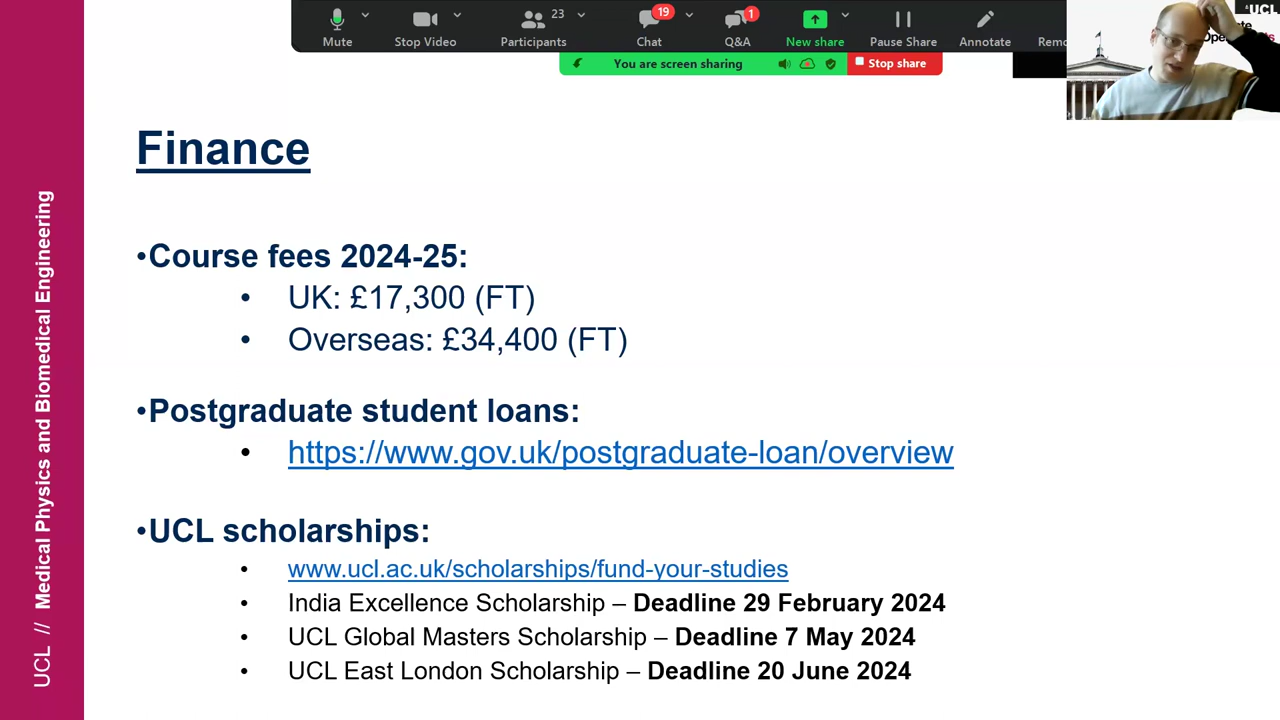 23
19
1
Mute
Stop Video
Participants
Chat
Q&A
New share
Pause Share
Annotate
You are screen sharing
Stop share
UCL
Finance
•Course fees 2024-25:
• UK: £17,300 (FT)
• Overseas: £34,400 (FT)
•Postgraduate student loans:
• https://www.gov.uk/postgraduate-loan/overview
•UCL scholarships:
• www.ucl.ac.uk/scholarships/fund-your-studies
• India Excellence Scholarship – Deadline 29 February 2024
• UCL Global Masters Scholarship – Deadline 7 May 2024
• UCL East London Scholarship – Deadline 20 June 2024
UCL // Medical Physics and Biomedical Engineering